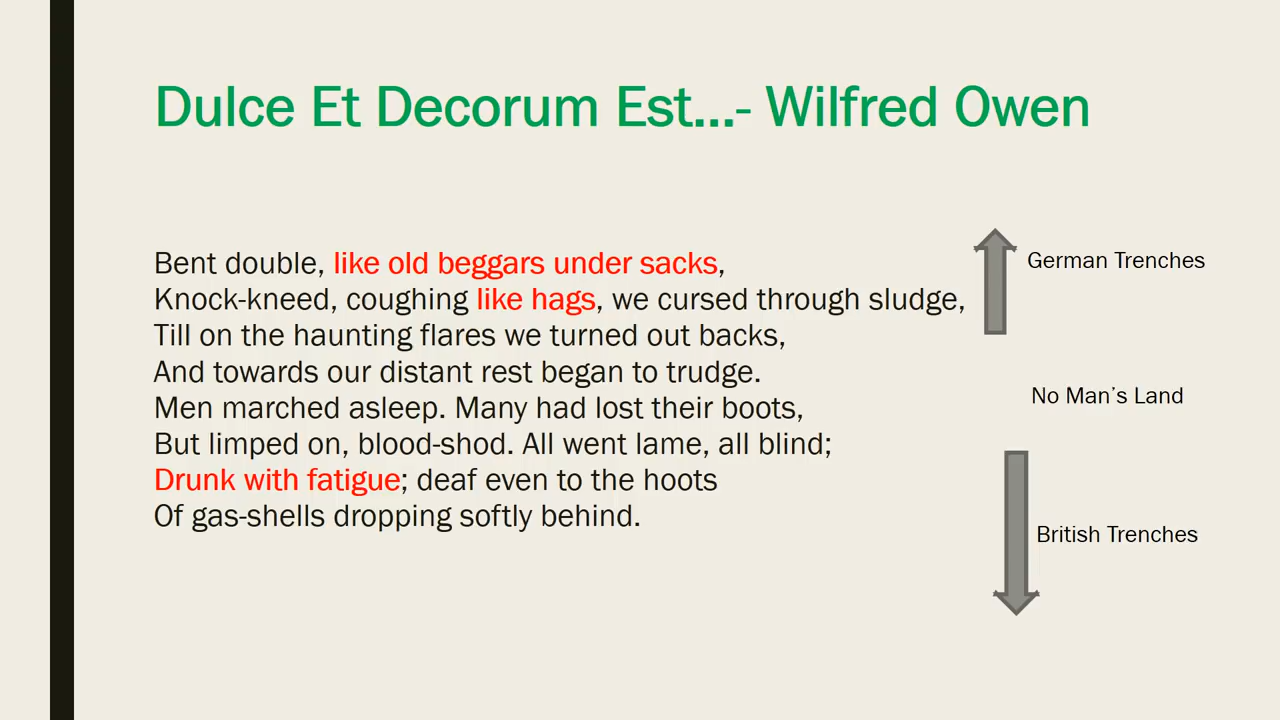 Dulce Et Decorum Est...- Wilfred Owen
Bent double, like old beggars under sacks,
Knock-kneed, coughing like hags, we cursed through sludge,
Till on the haunting flares we turned out backs,
And towards our distant rest began to trudge.
Men marched asleep. Many had lost their boots,
But limped on, blood-shod. All went lame, all blind;
Drunk with fatigue; deaf even to the hoots
Of gas-shells dropping softly behind.
German Trenches
No Man's Land
British Trenches